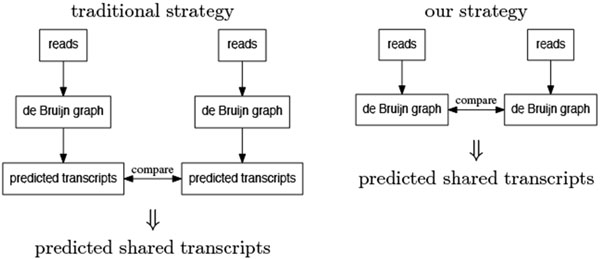 traditional strategy
reads
reads
de Bruijn graph
de Bruijn graph
predicted transcripts
compare
predicted transcripts
⇓
predicted shared transcripts
our strategy
reads
reads
de Bruijn graph
compare
de Bruijn graph
⇓
predicted shared transcripts